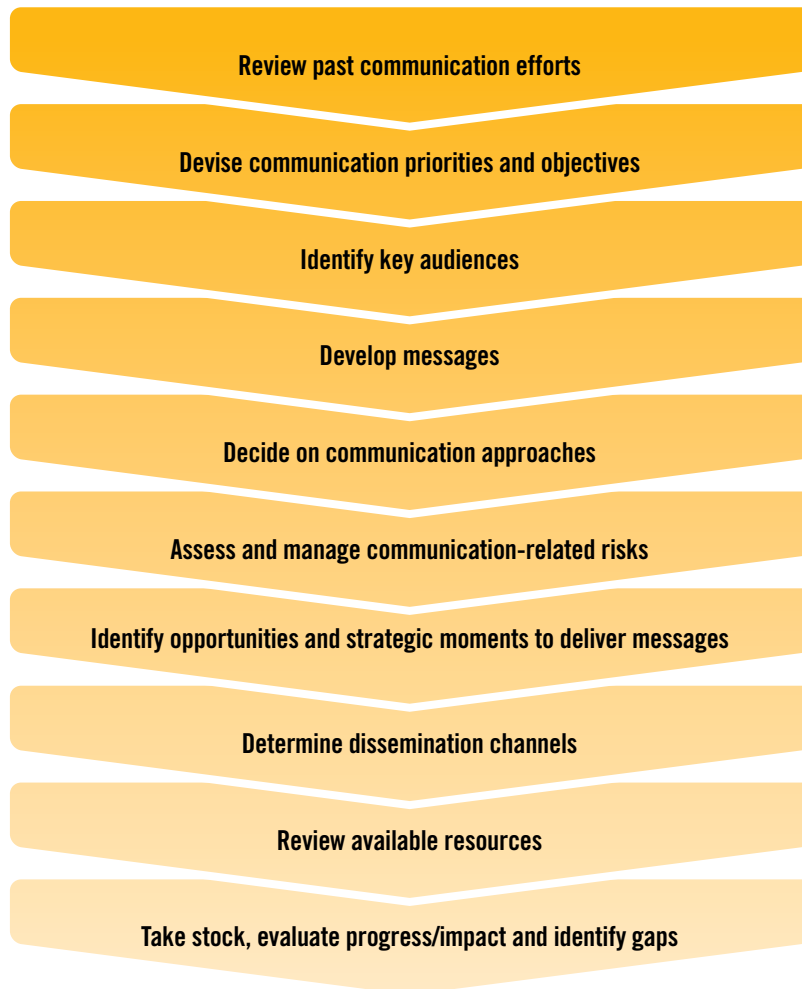 Review past communication efforts
Devise communication priorities and objectives
Identify key audiences
Develop messages
Decide on communication approaches
Assess and manage communication-related risks
Identify opportunities and strategic moments to deliver messages
Determine dissemination channels
Review available resources
Take stock, evaluate progress/impact and identify gaps